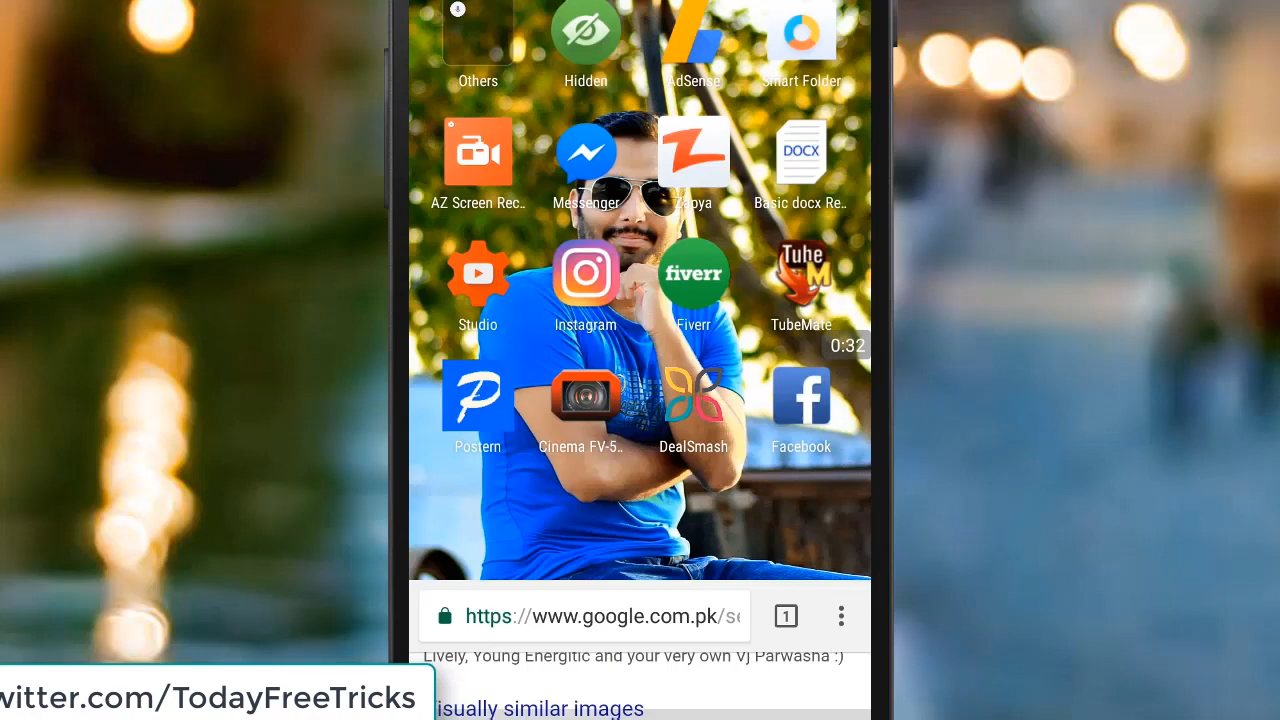 Others Hidden AdSense Smart Folder
AZ Screen Rec.. Messenger Zapya Basic docx Re..
DOCX
fiverr
Tube
M
Studio Instagram Fiverr TubeMate
0:32
Postern Cinema FV-5.. DealSmash Facebook
https://www.google.com.pk/se
1
Lively, Young Energitic and your very own Vj Parwasha :)
witter.com/TodayFreeTricks
isually similar images